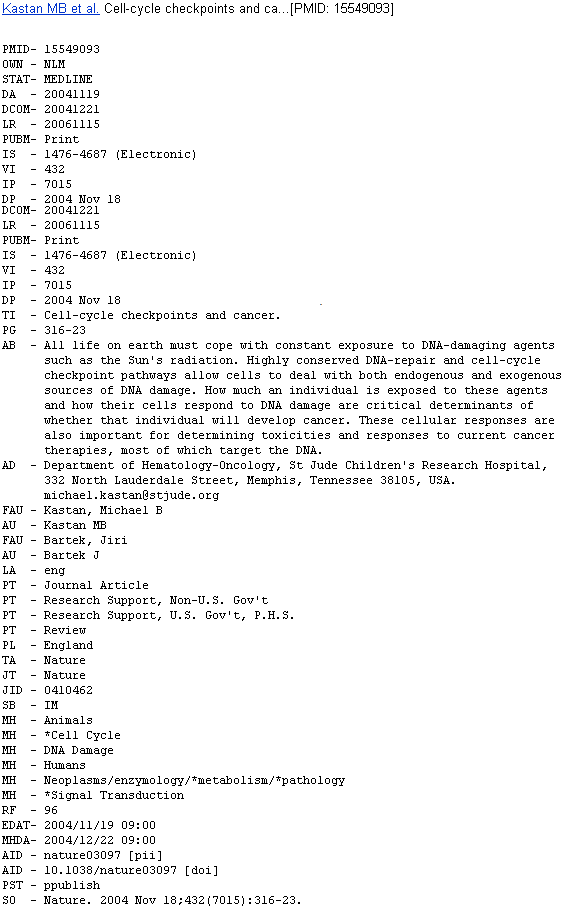 Kastan MB et al. Cell-cycle checkpoints and ca...[PMID: 15549093]
PMID- 15549093
OWN - NLM
STAT- MEDLINE
DA  - 20041119
DCOM- 20041221
LR  - 20061115
PUBM- Print
IS  - 1476-4687 (Electronic)
VI  - 432
IP  - 7015
DP  - 2004 Nov 18
DCOM- 20041221
LR  - 20061115
PUBM- Print
IS  - 1476-4687 (Electronic)
VI  - 432
IP  - 7015
DP  - 2004 Nov 18
TI  - Cell-cycle checkpoints and cancer.
PG  - 316-23
AB  - All life on earth must cope with constant exposure to DNA-damaging agents
such as the Sun's radiation. Highly conserved DNA-repair and cell-cycle
checkpoint pathways allow cells to deal with both endogenous and exogenous
sources of DNA damage. How much an individual is exposed to these agents
and how their cells respond to DNA damage are critical determinants of
whether that individual will develop cancer. These cellular responses are
also important for determining toxicities and responses to current cancer
therapies, most of which target the DNA.
AD  - Department of Hematology-Oncology, St Jude Children's Research Hospital,
332 North Lauderdale Street, Memphis, Tennessee 38105, USA.
michael.kastan@stjude.org
FAU - Kastan, Michael B
AU  - Kastan MB
FAU - Bartek, Jiri
AU  - Bartek J
LA  - eng
PT  - Journal Article
PT  - Research Support, Non-U.S. Gov't
PT  - Research Support, U.S. Gov't, P.H.S.
PT  - Review
PL  - England
TA  - Nature
JT  - Nature
JID - 0410462
SB  - IM
MH  - Animals
MH  - *Cell Cycle
MH  - DNA Damage
MH  - Humans
MH  - Neoplasms/enzymology/*metabolism/*pathology
MH  - *Signal Transduction
RF  - 96
EDAT- 2004/11/19 09:00
MHDA- 2004/12/22 09:00
AID - nature03097 [pii]
AID - 10.1038/nature03097 [doi]
PST - ppublish
SO  - Nature. 2004 Nov 18;432(7015):316-23.